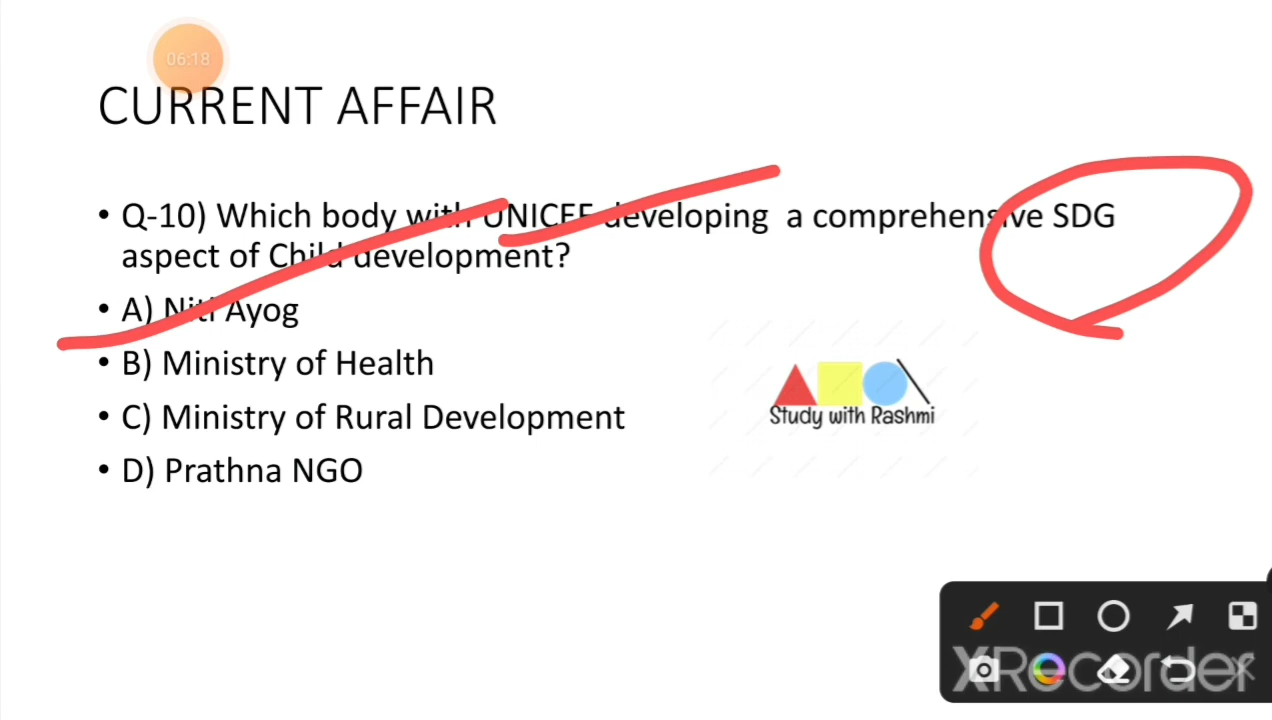 06:18
CURRENT AFFAIR
• Q-10) Which body with UNICEF developing a comprehensive SDG
aspect of Child development?
• A) Niti Ayog
• B) Ministry of Health
• C) Ministry of Rural Development
• D) Prathna NGO
Study with Rashmi
XRecorder